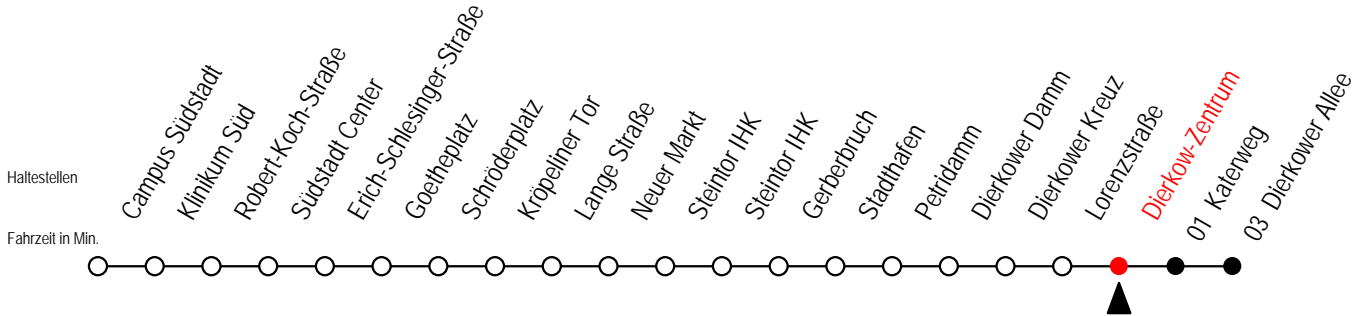 Haltestellen
Fahrzeit in Min.
Campus Südstadt
Klinikum Süd
Robert-Koch-Straße
Südstadt Center
Erich-Schlesinger-Straße
Goetheplatz
Schröderplatz
Kröpeliner Tor
Lange Straße
Neuer Markt
Steintor IHK
Steintor IHK
Gerberbruch
Stadthafen
Petridamm
Dierkower Damm
Dierkower Kreuz
Lorenzstraße
Dierkow-Zentrum
01 Katerweg
03 Dierkower Allee